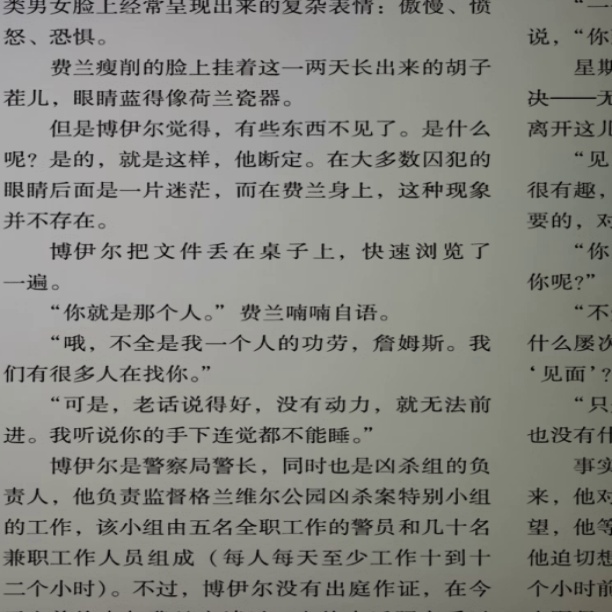 类男女脸上经常呈现出来的复杂表情：傲慢、愤
怒、恐惧。
费兰瘦削的脸上挂着这一两天长出来的胡子
茬儿，眼睛蓝得像荷兰瓷器。
但是博伊尔觉得，有些东西不见了。是什么
呢？是的，就是这样，他断定。在大多数囚犯的
眼睛后面是一片迷茫，而在费兰身上，这种现象
并不存在。
博伊尔把文件丢在桌子上，快速浏览了
一遍。
“你就是那个人。”费兰喃喃自语。
“哦，不全是我一个人的功劳，詹姆斯。我
们有很多人在找你。”
“可是，老话说得好，没有动力，就无法前
进。我听说你的手下连觉都不能睡。”
博伊尔是警察局警长，同时也是凶杀组的负
责人，他负责监督格兰维尔公园凶杀案特别小组
的工作，该小组由五名全职工作的警员和几十名
兼职工作人员组成（每人每天至少工作十到十
二个小时）。不过，博伊尔没有出庭作证，在今
“一
说，“你
星期
决——无
离开这儿
“见
很有趣，
要的，对
“你
你呢?”
“不
什么屡次
‘见面’?
“只
也没有什
事实
来，他对
望，他等
他迫切想
个小时前